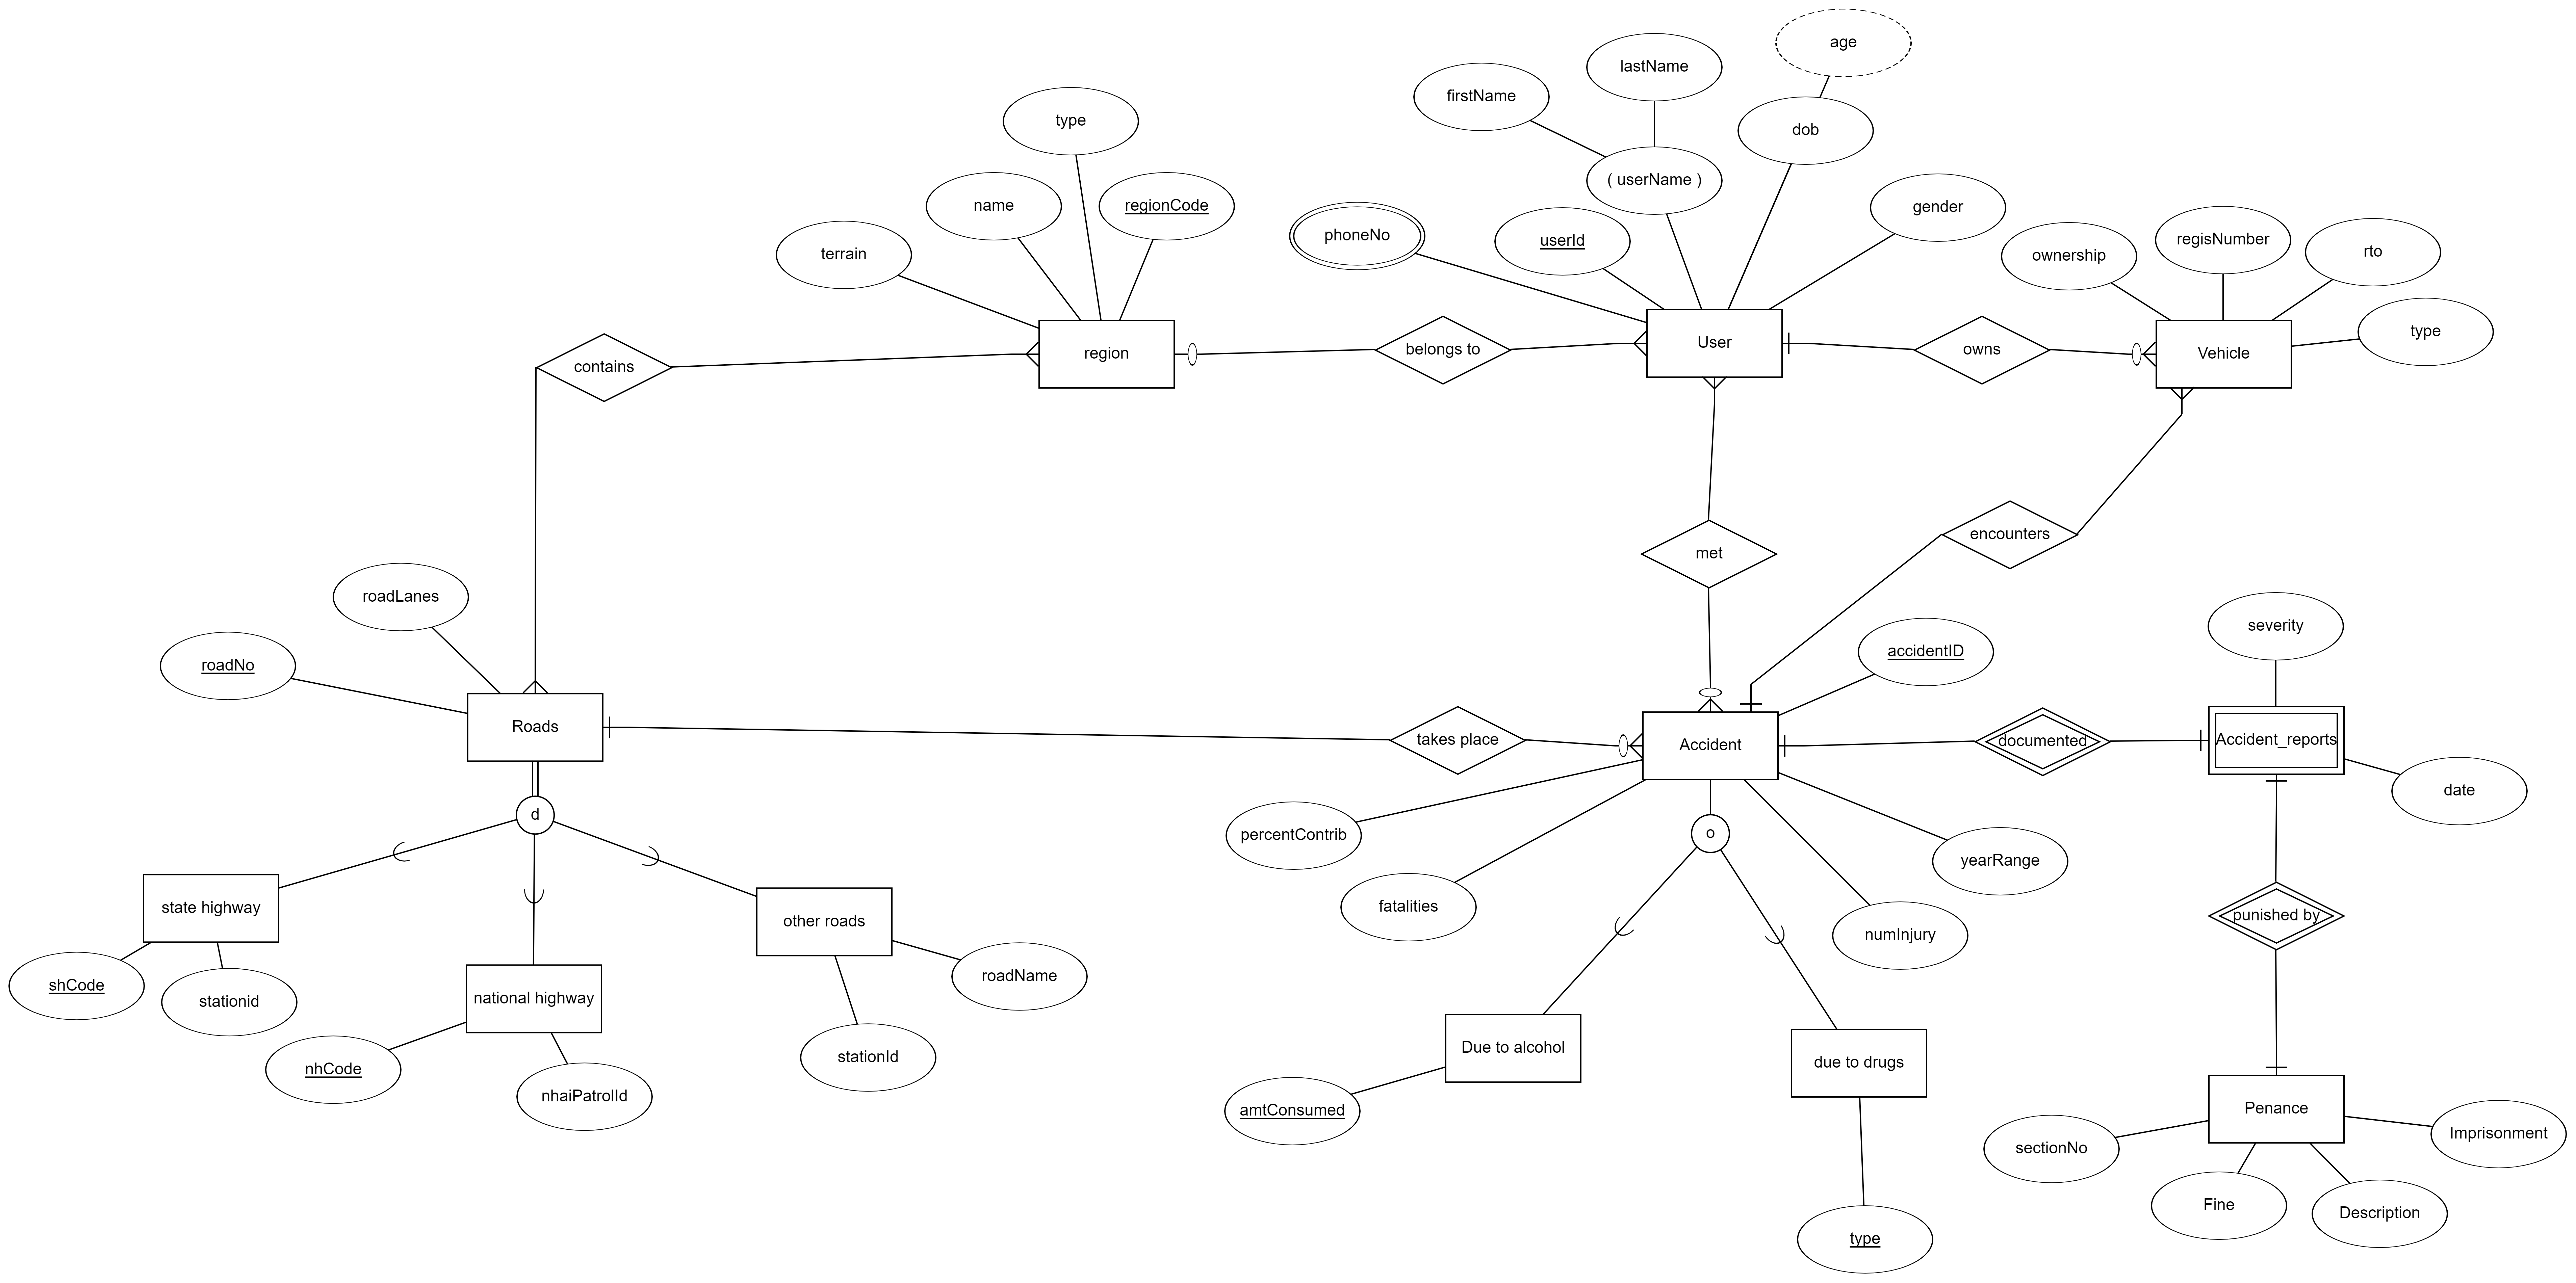 age
lastName
firstName
dob
type
( userName )
name
regionCode
gender
phoneNo
userId
regisNumber
terrain
ownership
rto
type
region
belongs to
User
owns
Vehicle
contains
met
encounters
roadLanes
severity
roadNo
accidentID
Roads
takes place
Accident
documented
Accident_reports
date
d
percentContrib
o
yearRange
state highway
other roads
fatalities
numInjury
punished by
shCode
stationid
national highway
roadName
nhCode
nhaiPatrolId
stationId
Due to alcohol
due to drugs
amtConsumed
Penance
sectionNo
Imprisonment
Fine
Description
type